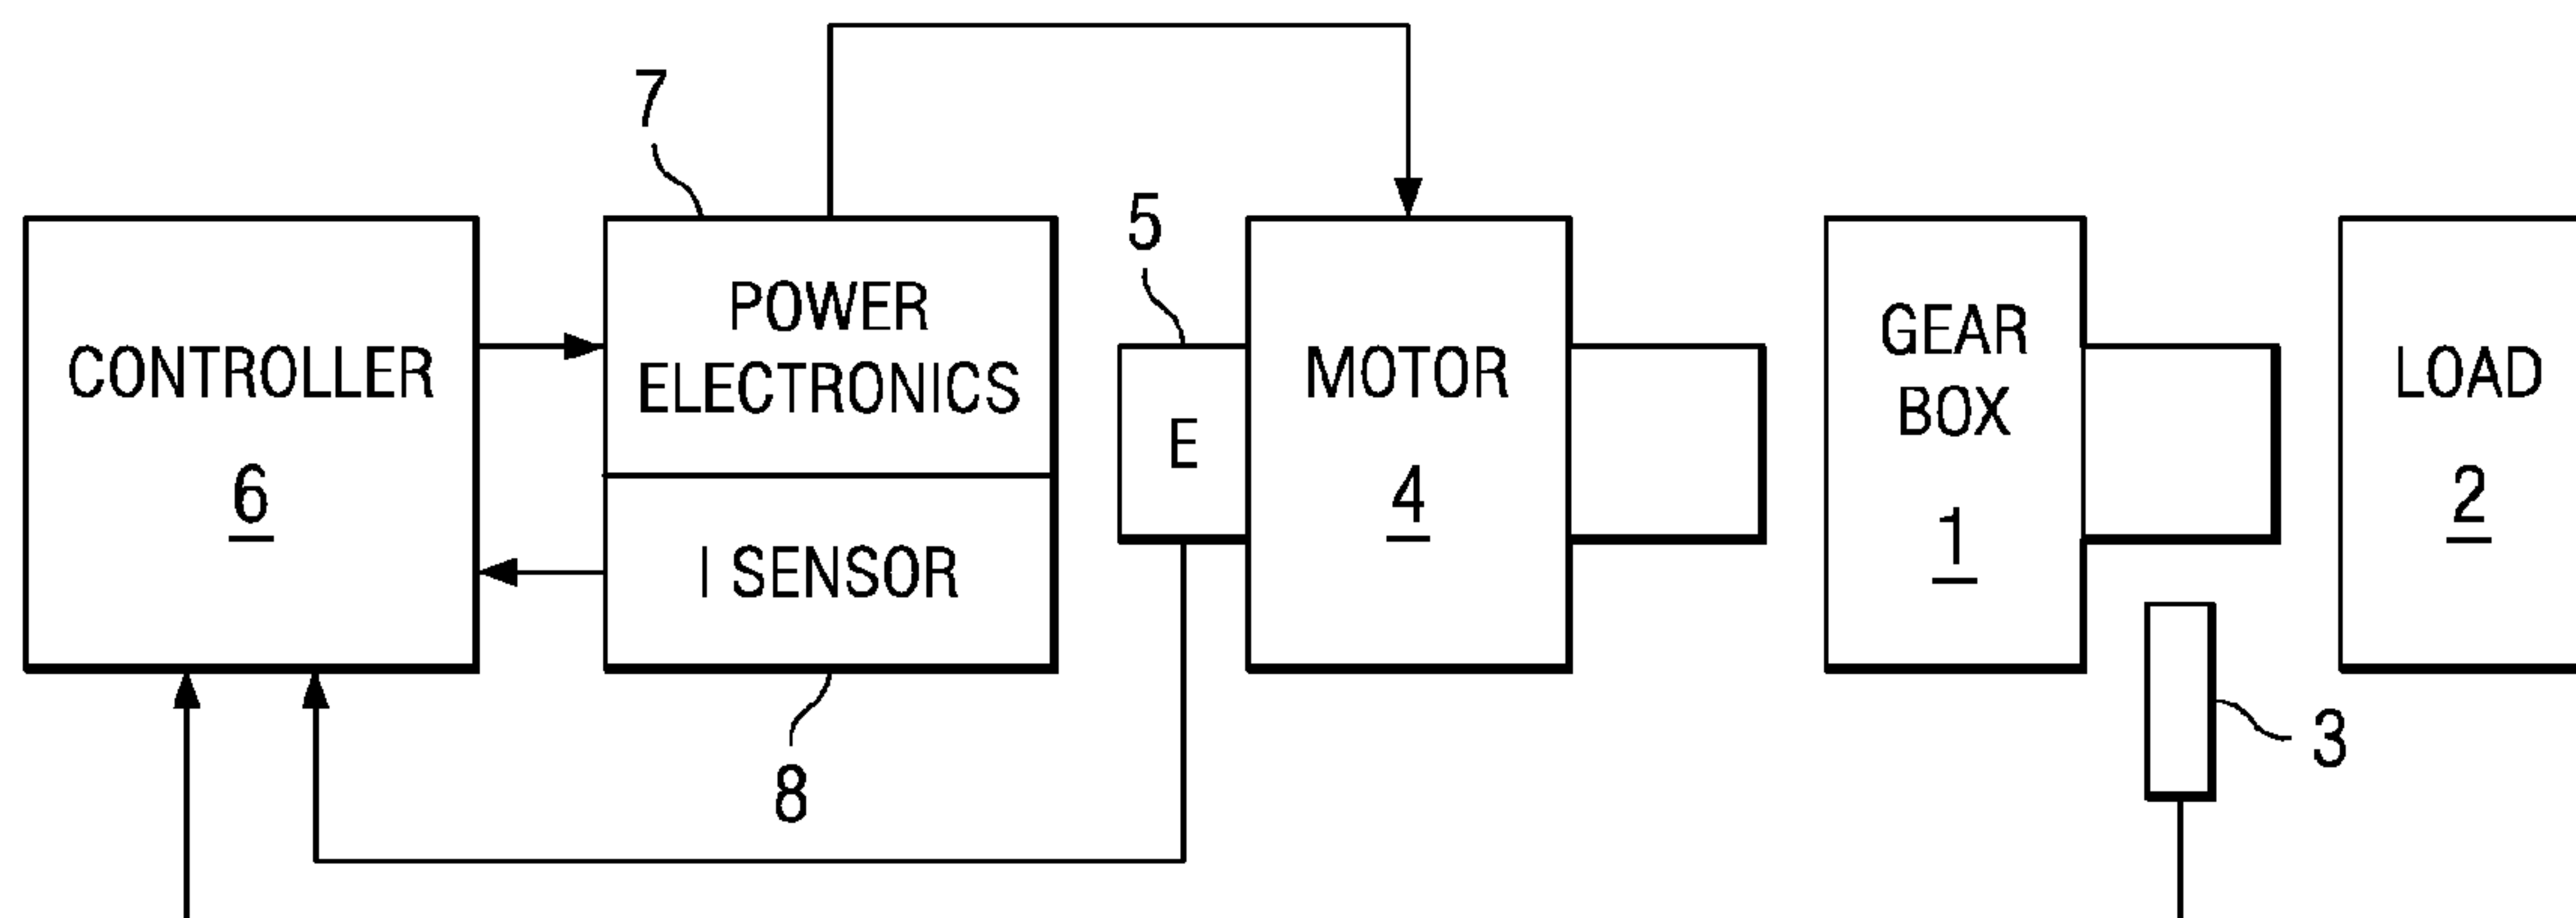 7
5
CONTROLLER
6
POWER
ELECTRONICS
I SENSOR
8
E
MOTOR
4
GEAR
BOX
1
LOAD
2
3